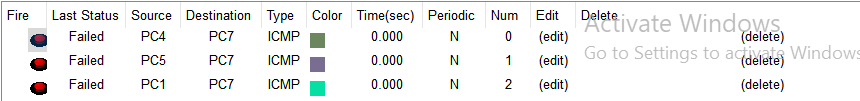 Fire Last Status Source Destination Type Color Time(sec) Periodic Num Edit Delete
Failed PC4 PC7 ICMP 0.000 N 0 (edit) (delete)
Failed PC5 PC7 ICMP 0.000 N 1 (edit) (delete)
Failed PC1 PC7 ICMP 0.000 N 2 (edit) (delete)
Activate Windows
Go to Settings to activate Windows